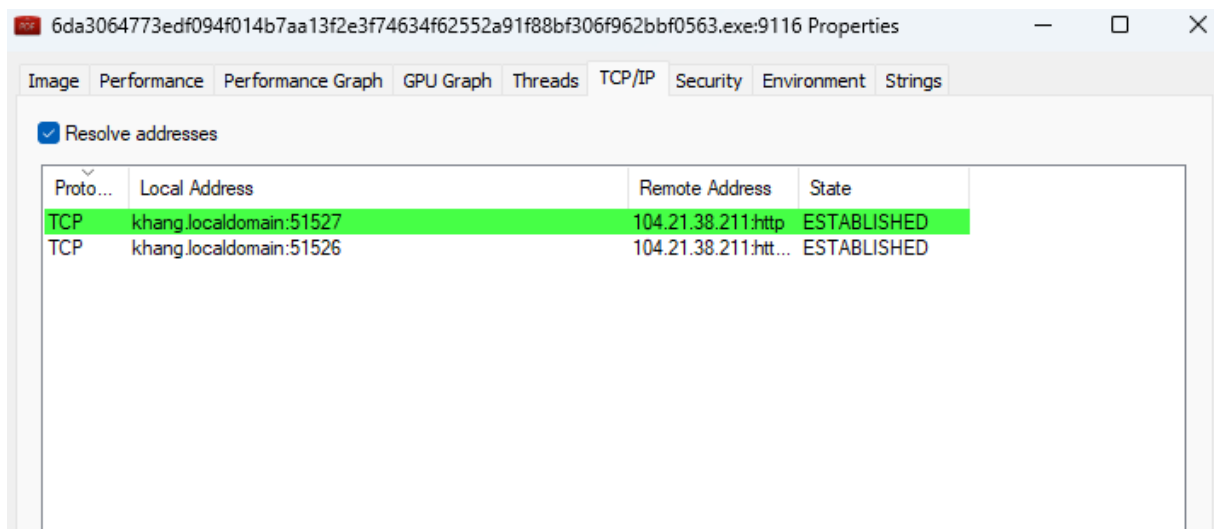 6da3064773edf094f014b7aa13f2e3f74634f62552a91f88bf306f962bbf0563.exe:9116 Properties
Image Performance Performance Graph GPU Graph Threads TCP/IP Security Environment Strings
Resolve addresses
Proto... Local Address Remote Address State
TCP khang.localdomain:51527 104.21.38.211:http ESTABLISHED
TCP khang.localdomain:51526 104.21.38.211:htt... ESTABLISHED